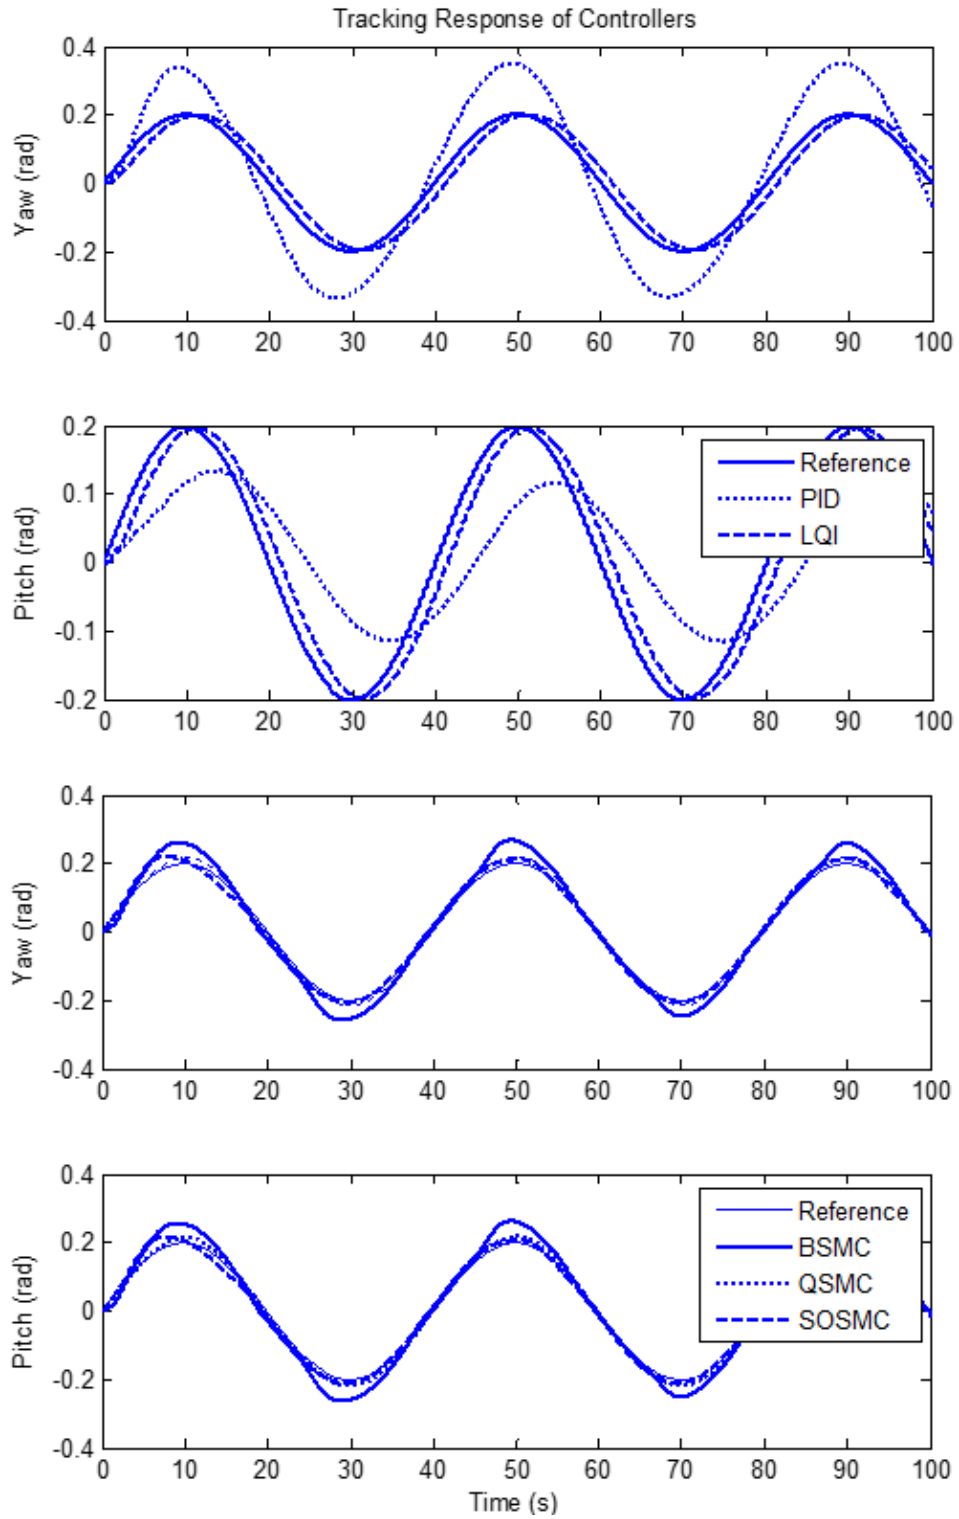 Tracking Response of Controllers
0.4
0.2
0
-0.2
-0.4
Yaw (rad)
0 10 20 30 40 50 60 70 80 90 100
0.2
0.1
0
-0.1
-0.2
Pitch (rad)
Reference
PID
LQI
0 10 20 30 40 50 60 70 80 90 100
0.4
0.2
0
-0.2
-0.4
Yaw (rad)
0 10 20 30 40 50 60 70 80 90 100
0.4
0.2
0
-0.2
-0.4
Pitch (rad)
Reference
BSMC
QSMC
SOSMC
0 10 20 30 40 50 60 70 80 90 100
Time (s)